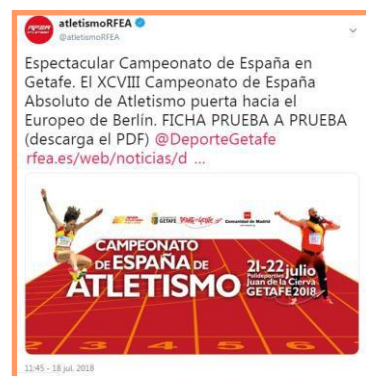 atletismoRFEA
@atletismoRFEA
Espectacular Campeonato de España en
Getafe. El XCVIII Campeonato de España
Absoluto de Atletismo puerta hacia el
Europeo de Berlín. FICHA PRUEBA A PRUEBA
(descarga el PDF) @DeporteGetafe
rfea.es/web/noticias/d ...
GETAFE
Comunidad de Madrid
CAMPEONATO
DE ESPAÑA DE
ATLETISMO
21-22 julio
Polideportivo
Juan de la Cierva
GETAFE2018
2 3 4 5 6
11:45 - 18 jul. 2018